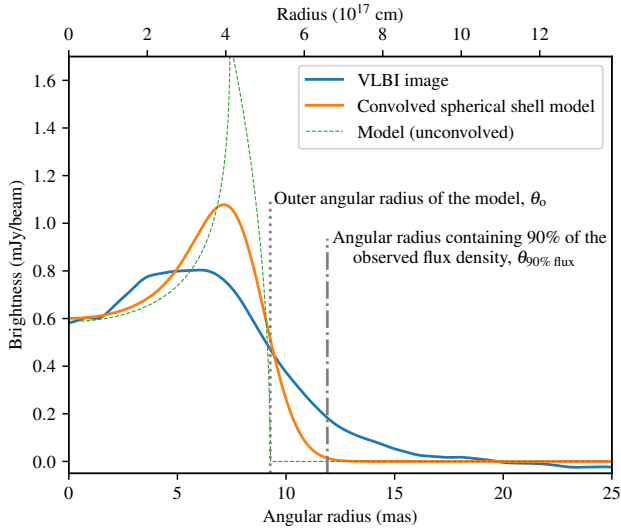 Radius (10¹⁷ cm)
0 2 4 6 8 10 12
1.6
1.4
1.2
1.0
0.8
0.6
0.4
0.2
0.0
Brightness (mJy/beam)
VLBI image
Convolved spherical shell model
Model (unconvolved)
Outer angular radius of the model, θₒ
Angular radius containing 90% of the
observed flux density, θ90% flux
0 5 10 15 20 25
Angular radius (mas)